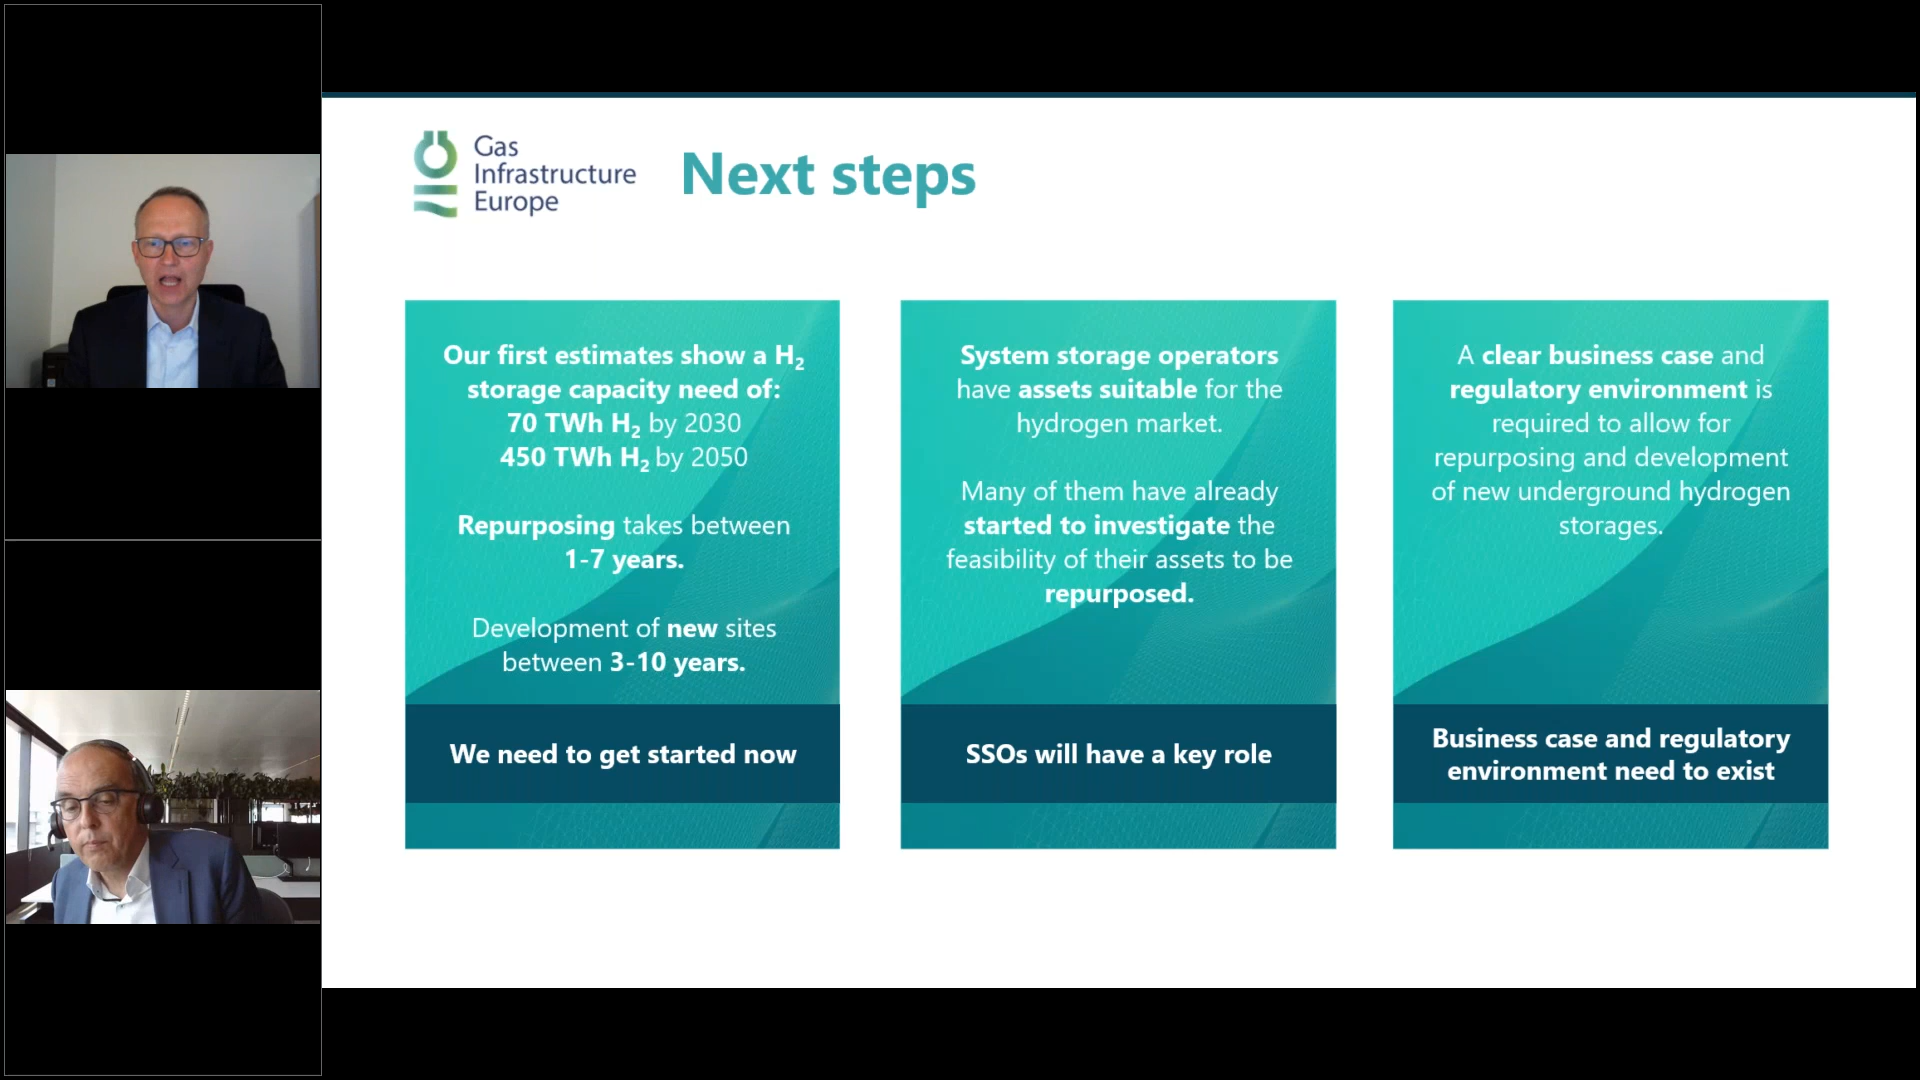 Gas
Infrastructure
Europe
Next steps
Our first estimates show a H₂
storage capacity need of:
70 TWh H₂ by 2030
450 TWh H₂ by 2050
Repurposing takes between
1-7 years.
Development of new sites
between 3-10 years.
We need to get started now
System storage operators
have assets suitable for the
hydrogen market.
Many of them have already
started to investigate the
feasibility of their assets to be
repurposed.
SSOs will have a key role
A clear business case and
regulatory environment is
required to allow for
repurposing and development
of new underground hydrogen
storages.
Business case and regulatory
environment need to exist